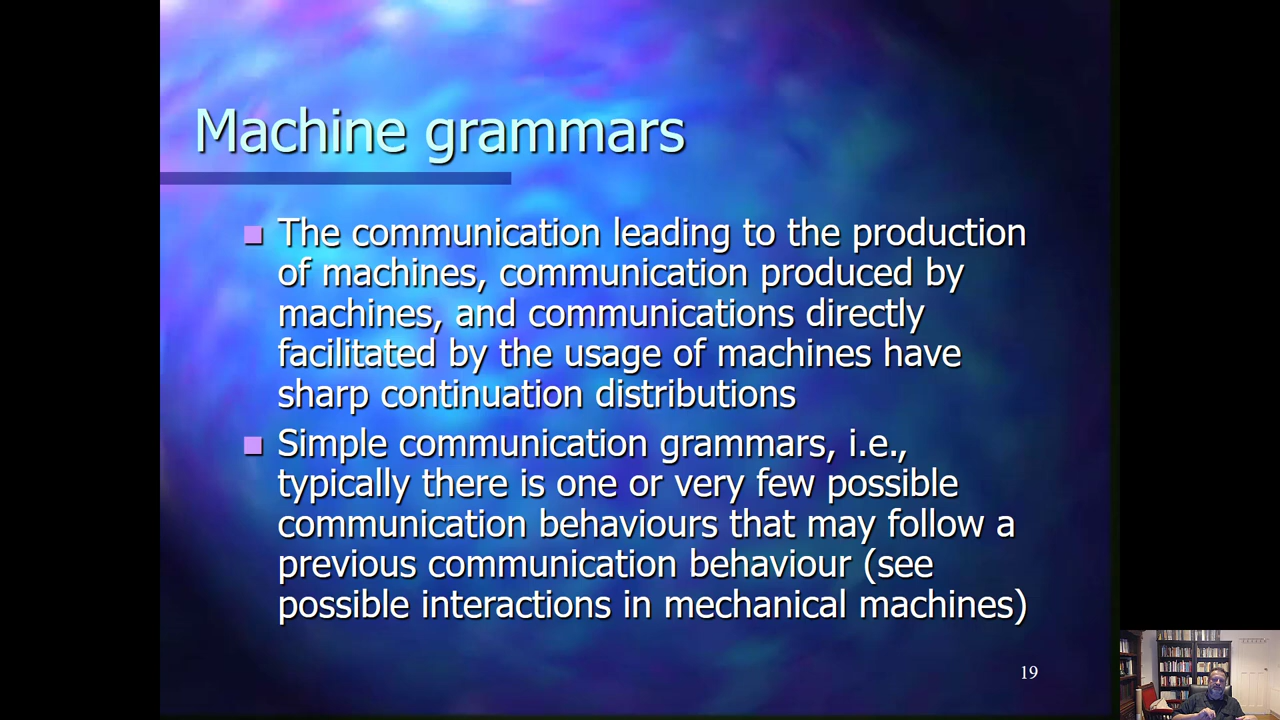 Machine grammars
The communication leading to the production
of machines, communication produced by
machines, and communications directly
facilitated by the usage of machines have
sharp continuation distributions
Simple communication grammars, i.e.,
typically there is one or very few possible
communication behaviours that may follow a
previous communication behaviour (see
possible interactions in mechanical machines)
19